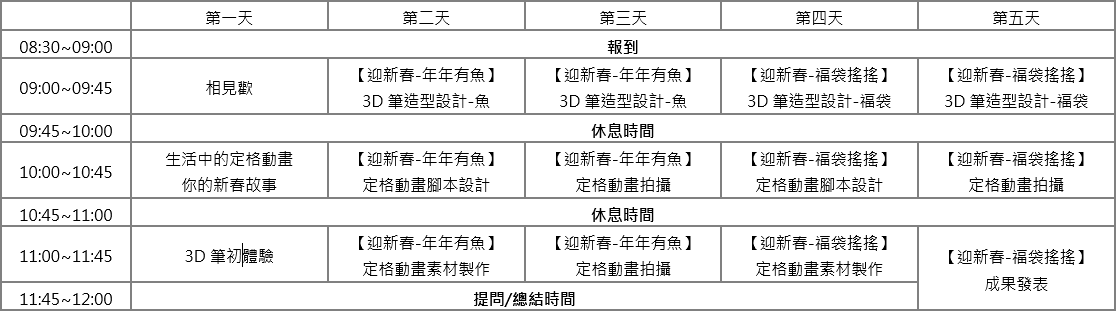 第一天 第二天 第三天 第四天 第五天
08:30~09:00 報到
09:00~09:45 相見歡 【迎新春-年年有魚】 【迎新春-年年有魚】 【迎新春-福袋搖搖】 【迎新春-福袋搖搖】
3D 筆造型設計-魚 3D 筆造型設計-魚 3D 筆造型設計-福袋 3D 筆造型設計-福袋
09:45~10:00 休息時間
10:00~10:45 生活中的定格動畫 【迎新春-年年有魚】 【迎新春-年年有魚】 【迎新春-福袋搖搖】 【迎新春-福袋搖搖】
你的新春故事 定格動畫腳本設計 定格動畫拍攝 定格動畫腳本設計 定格動畫拍攝
10:45~11:00 休息時間
11:00~11:45 3D 筆初體驗 【迎新春-年年有魚】 【迎新春-年年有魚】 【迎新春-福袋搖搖】 【迎新春-福袋搖搖】
定格動畫素材製作 定格動畫拍攝 定格動畫素材製作 成果發表
11:45~12:00 提問/總結時間